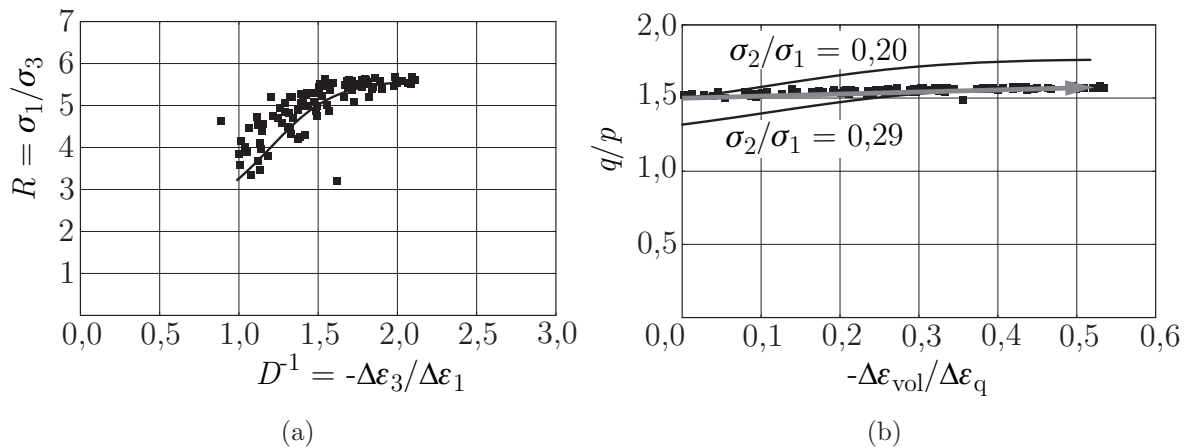 7
6
5
4
3
2
1
R = σ₁/σ₃
0,0 0,5 1,0 1,5 2,0 2,5 3,0
D⁻¹ = -Δε₃/Δε₁
(a)
2,0
1,5
1,0
0,5
q/p
σ₂/σ₁ = 0,20
σ₂/σ₁ = 0,29
0,0 0,1 0,2 0,3 0,4 0,5 0,6
-Δε_vol/Δε_q
(b)